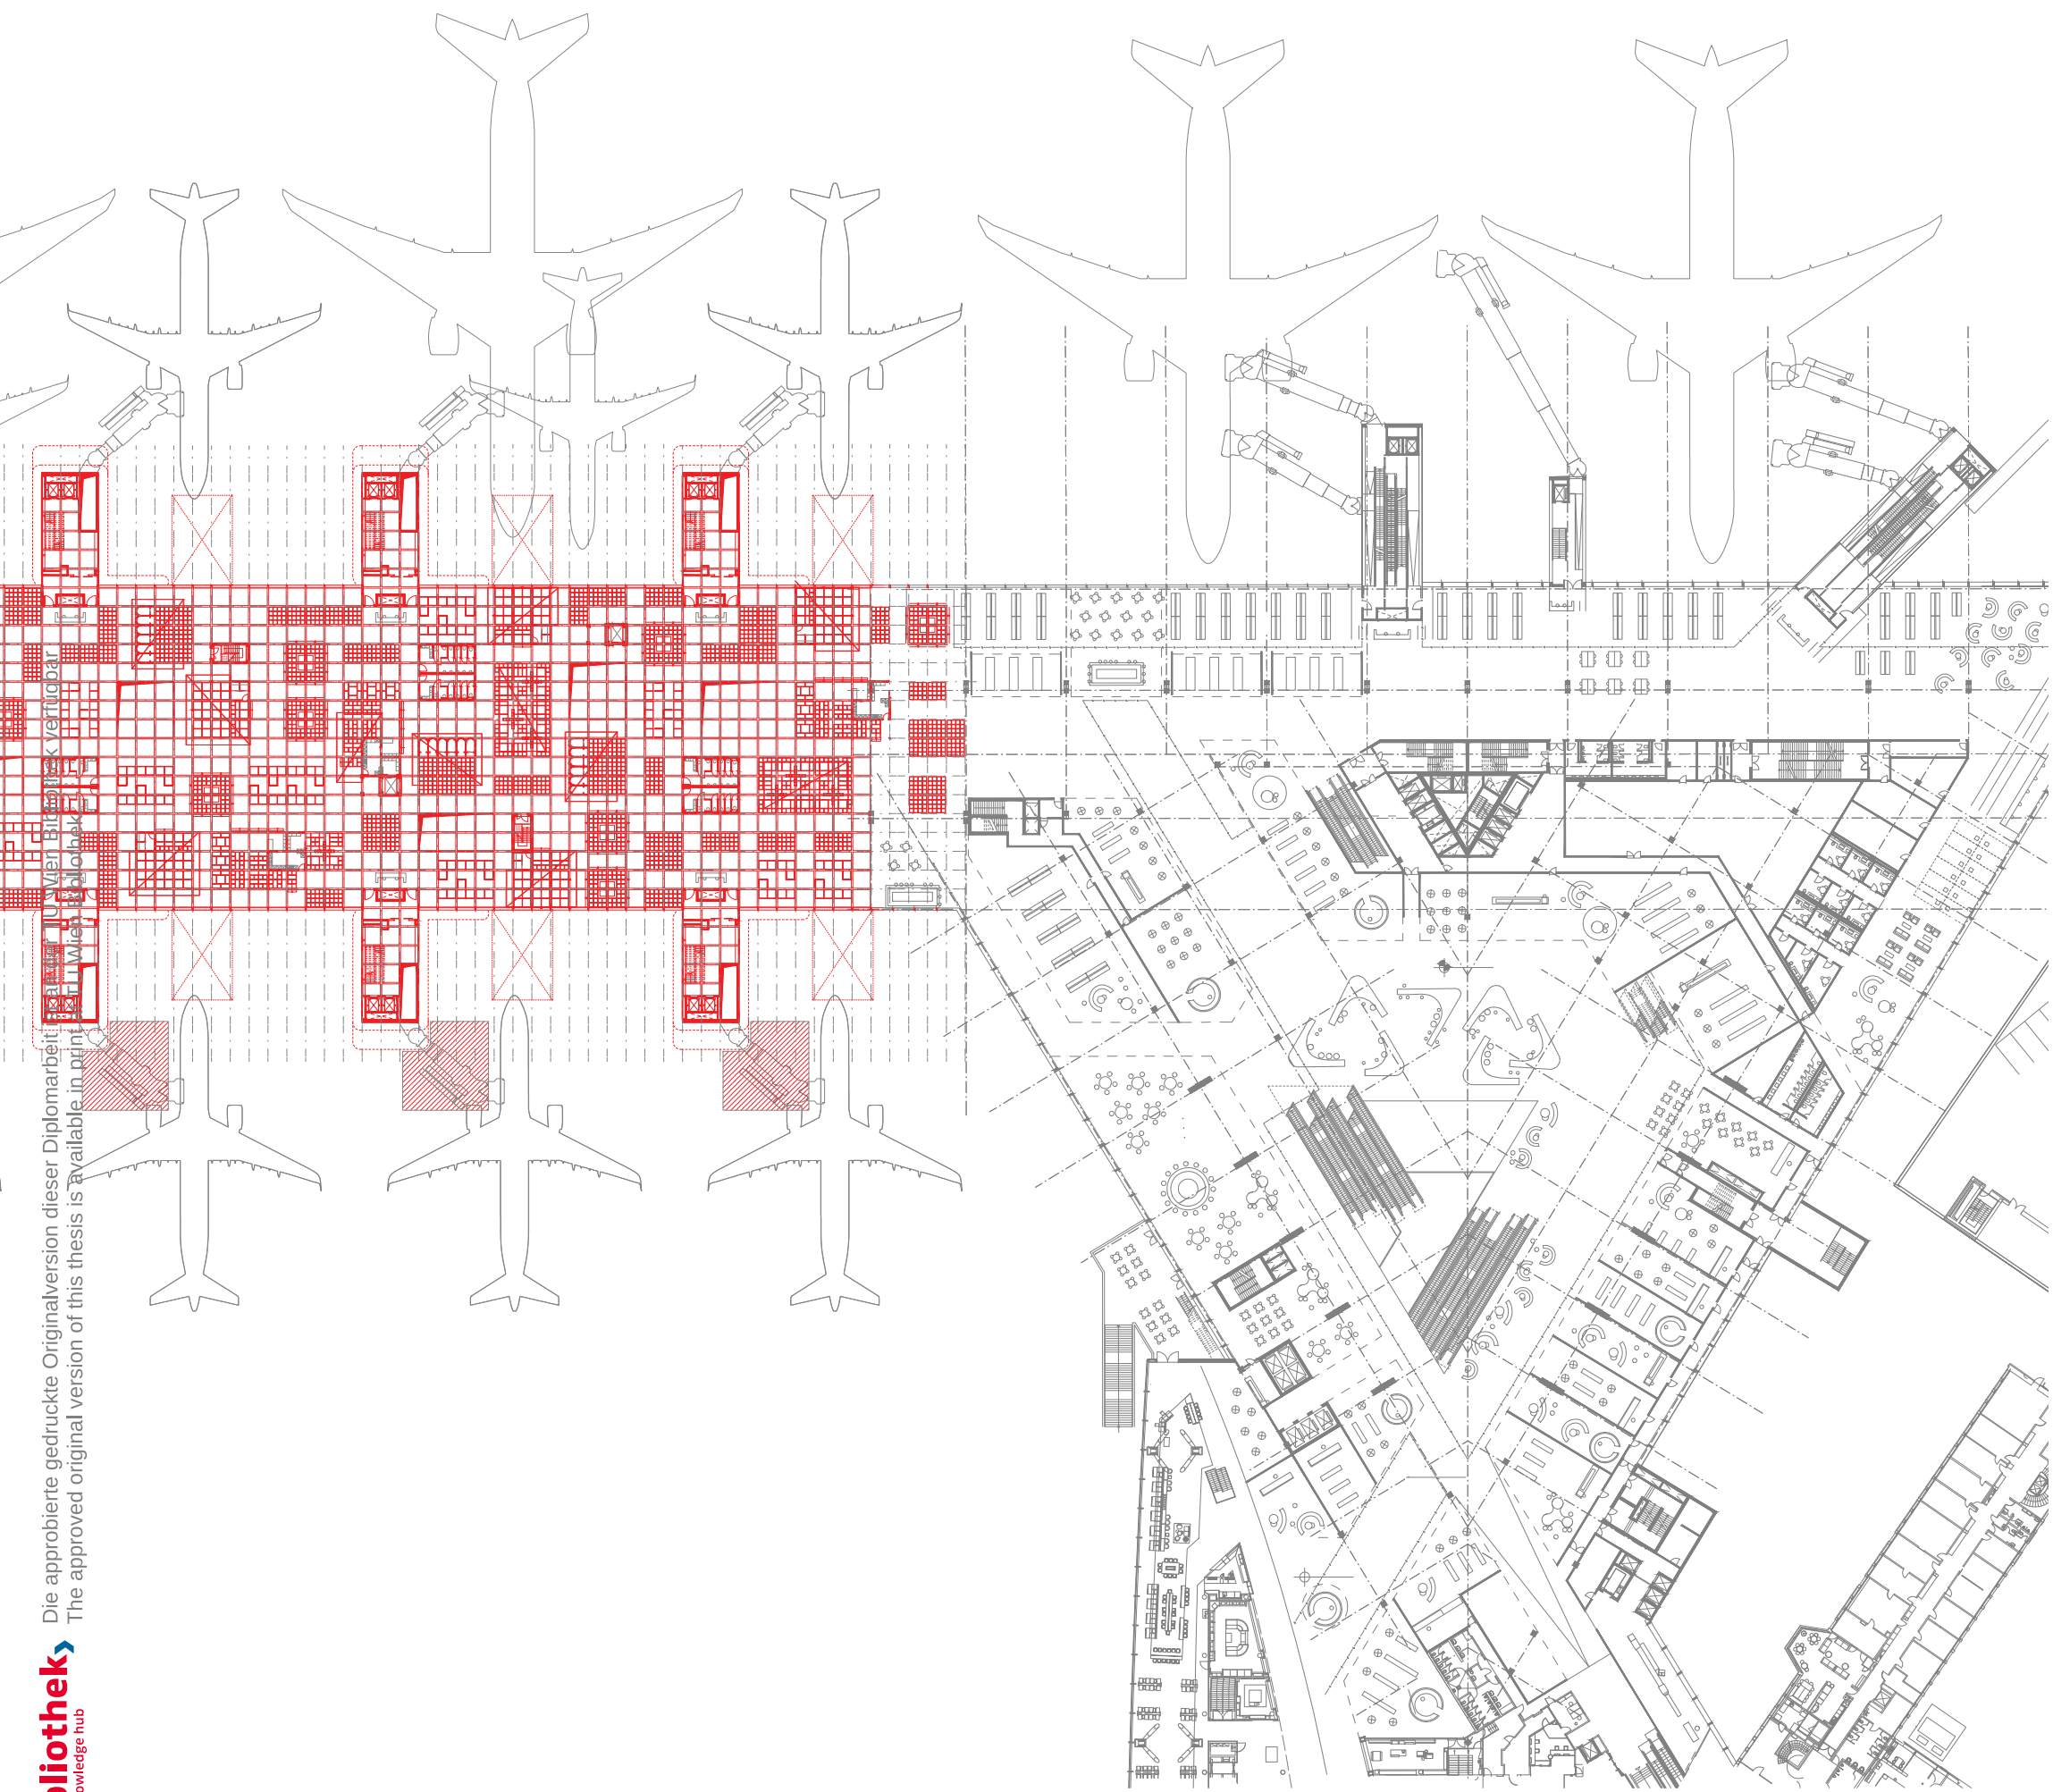 Die approbierte gedruckte Originalversion dieser Diplomarbeit ist an der TU Wien Bibliothek verfügbar
The approved original version of this thesis is available in print at TU Wien Bibliothek.
bliothek
owledge hub